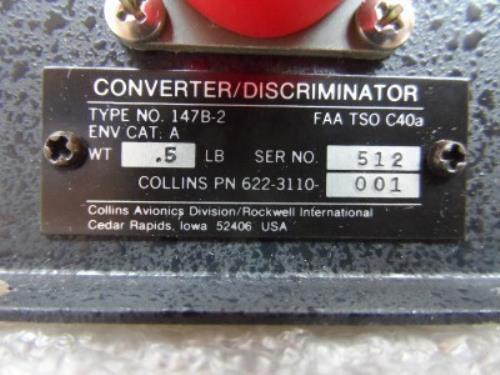 CONVERTER/DISCRIMINATOR
TYPE NO. 147B-2 FAA TSO C40a
ENV CAT: A
WT .5 LB SER NO. 512
COLLINS PN 622-3110- 001
Collins Avionics Division/Rockwell International
Cedar Rapids, Iowa 52406 USA